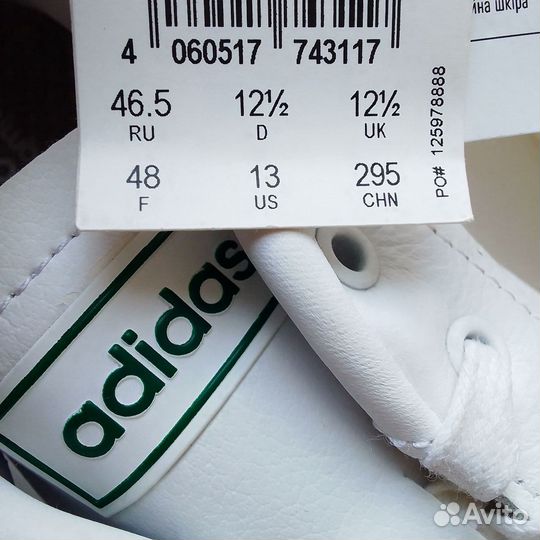 йна шкіра
4 060517 743117
46.5 12½ 12½
RU D UK
48 13 295
F US CHN
PO# 125978888
adidas
Avito